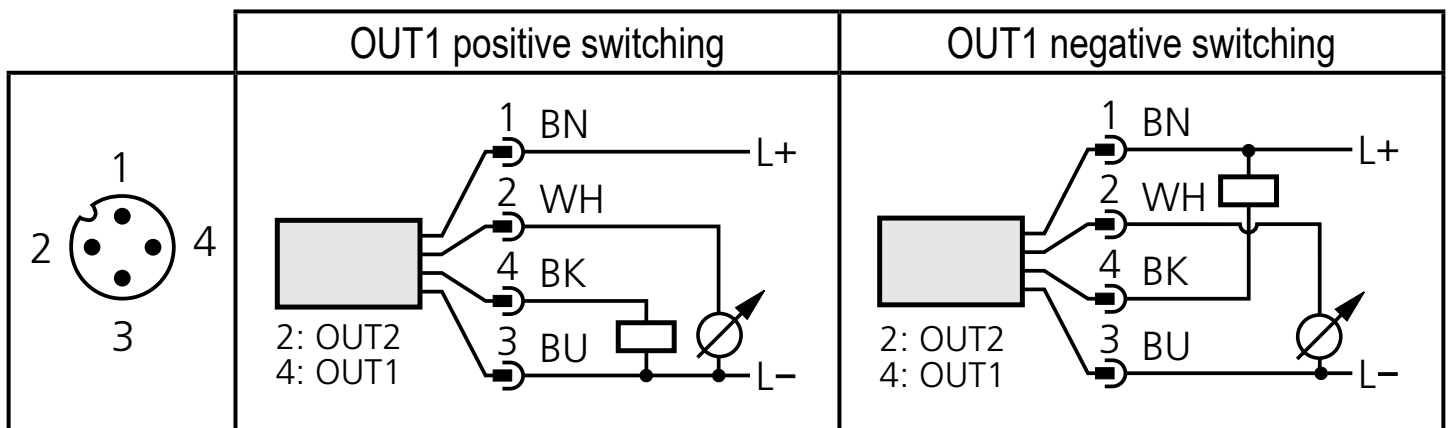 OUT1 positive switching
OUT1 negative switching
1
2 4
3
1 BN
L+
2 WH
4 BK
3 BU
L–
2: OUT2
4: OUT1
1 BN
L+
2 WH
4 BK
3 BU
L–
2: OUT2
4: OUT1